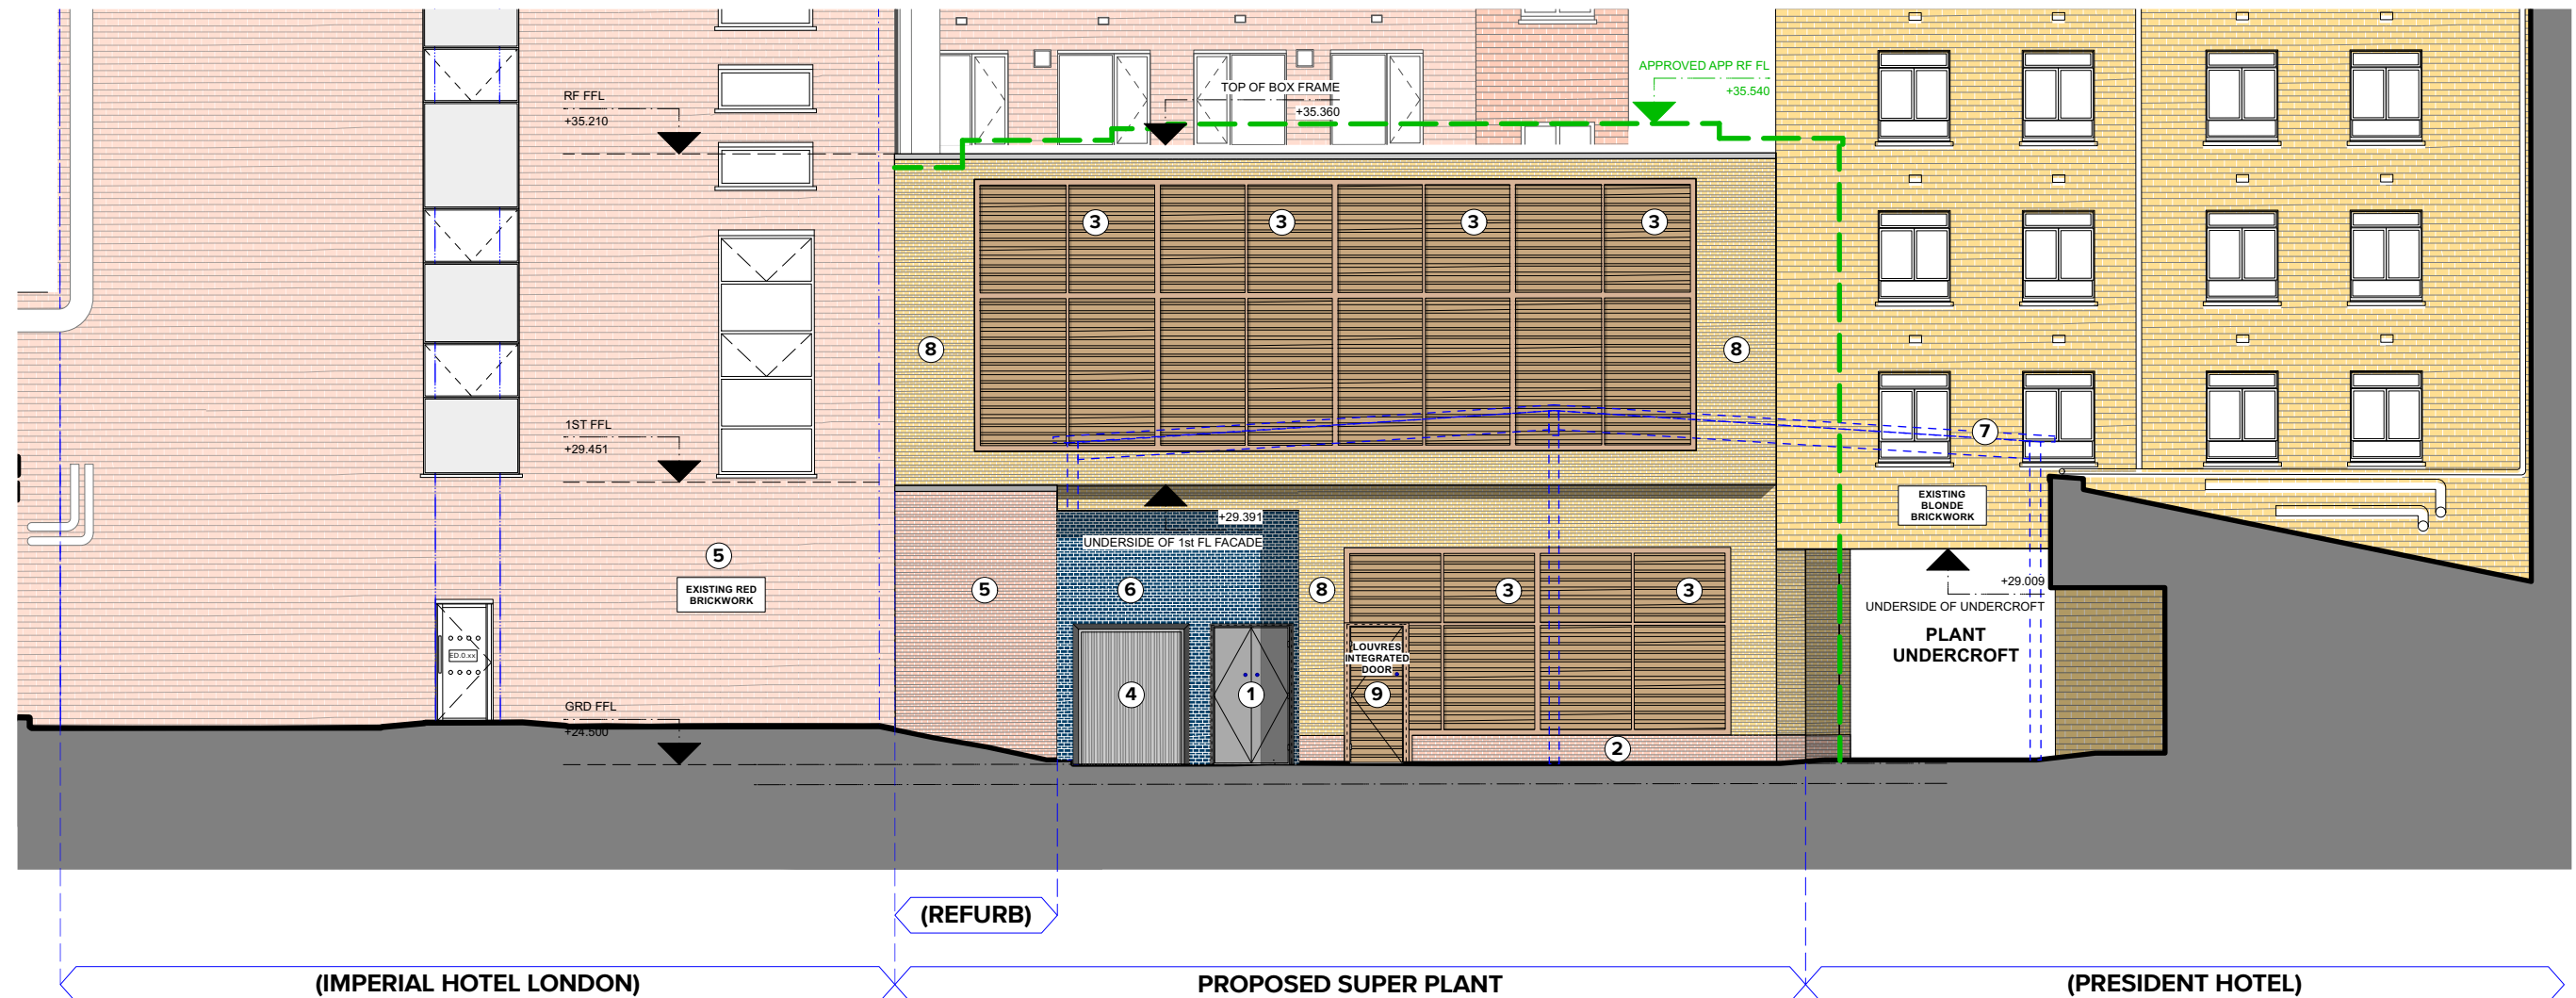 APPROVED APP RF FL
+35.540
TOP OF BOX FRAME
+35.360
RF FFL
+35.210
3
3
3
3
8
8
1ST FFL
+29.451
7
EXISTING
BLONDE
BRICKWORK
+29.391
UNDERSIDE OF 1st FL FACADE
5
EXISTING RED
BRICKWORK
5
6
8
3
3
+29.009
UNDERSIDE OF UNDERCROFT
PLANT
UNDERCROFT
ED.0.xx
LOUVRES
INTEGRATED
DOOR
4
1
9
GRD FFL
+24.500
2
(REFURB)
(IMPERIAL HOTEL LONDON)
PROPOSED SUPER PLANT
(PRESIDENT HOTEL)